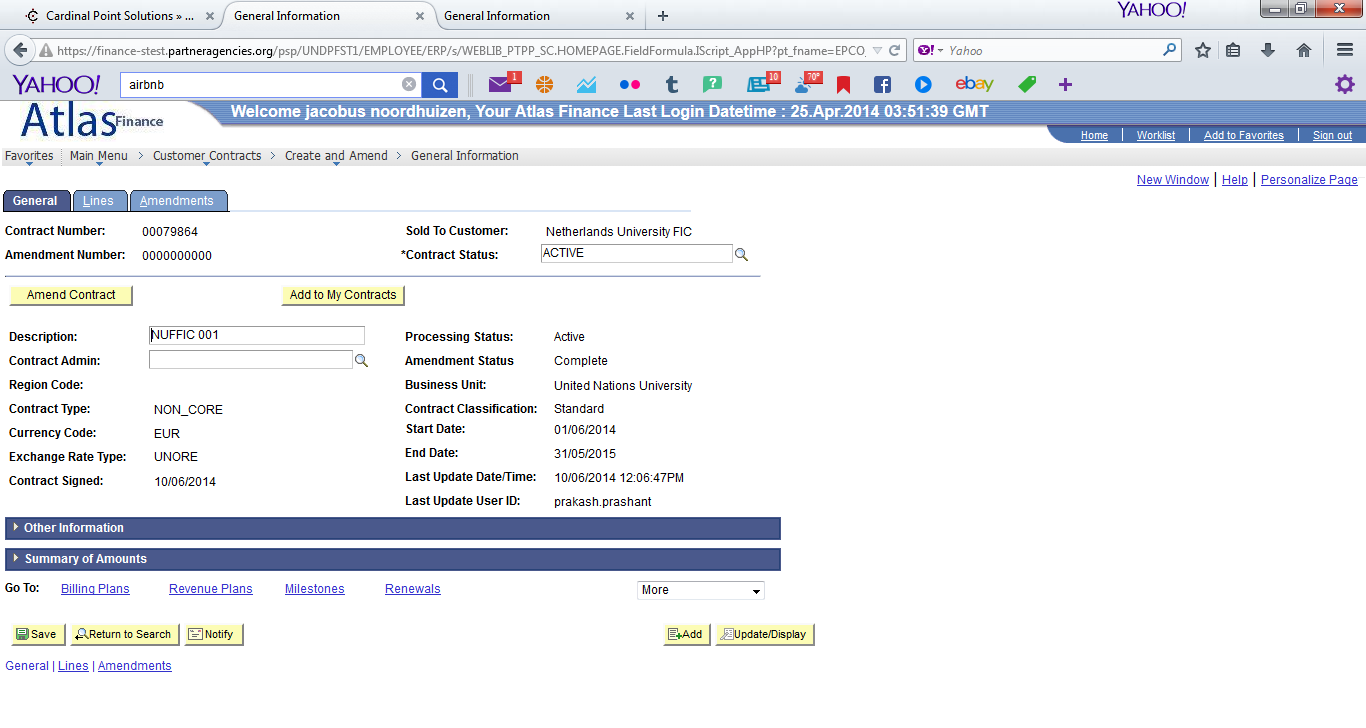 Cardinal Point Solutions » ... × General Information × General Information × +
YAHOO!
https://finance-stest.partneragencies.org/psp/UNDPFST1/EMPLOYEE/ERP/s/WEBLIB_PTPP_SC.HOMEPAGE.FieldFormula.IScript_AppHP?pt_fname=EPCO_ Yahoo
YAHOO! airbnb 1 10 70° ebay
Atlas Finance
Welcome jacobus noordhuizen, Your Atlas Finance Last Login Datetime : 25.Apr.2014 03:51:39 GMT
Home Worklist Add to Favorites Sign out
Favorites Main Menu > Customer Contracts > Create and Amend > General Information
New Window | Help | Personalize Page
General Lines Amendments
Contract Number: 00079864 Sold To Customer: Netherlands University FIC
Amendment Number: 0000000000 *Contract Status: ACTIVE
Amend Contract Add to My Contracts
Description: NUFFIC 001 Processing Status: Active
Contract Admin: Amendment Status Complete
Region Code: Business Unit: United Nations University
Contract Type: NON_CORE Contract Classification: Standard
Currency Code: EUR Start Date: 01/06/2014
Exchange Rate Type: UNORE End Date: 31/05/2015
Contract Signed: 10/06/2014 Last Update Date/Time: 10/06/2014 12:06:47PM
Last Update User ID: prakash.prashant
Other Information
Summary of Amounts
Go To: Billing Plans Revenue Plans Milestones Renewals More
Save Return to Search Notify Add Update/Display
General | Lines | Amendments